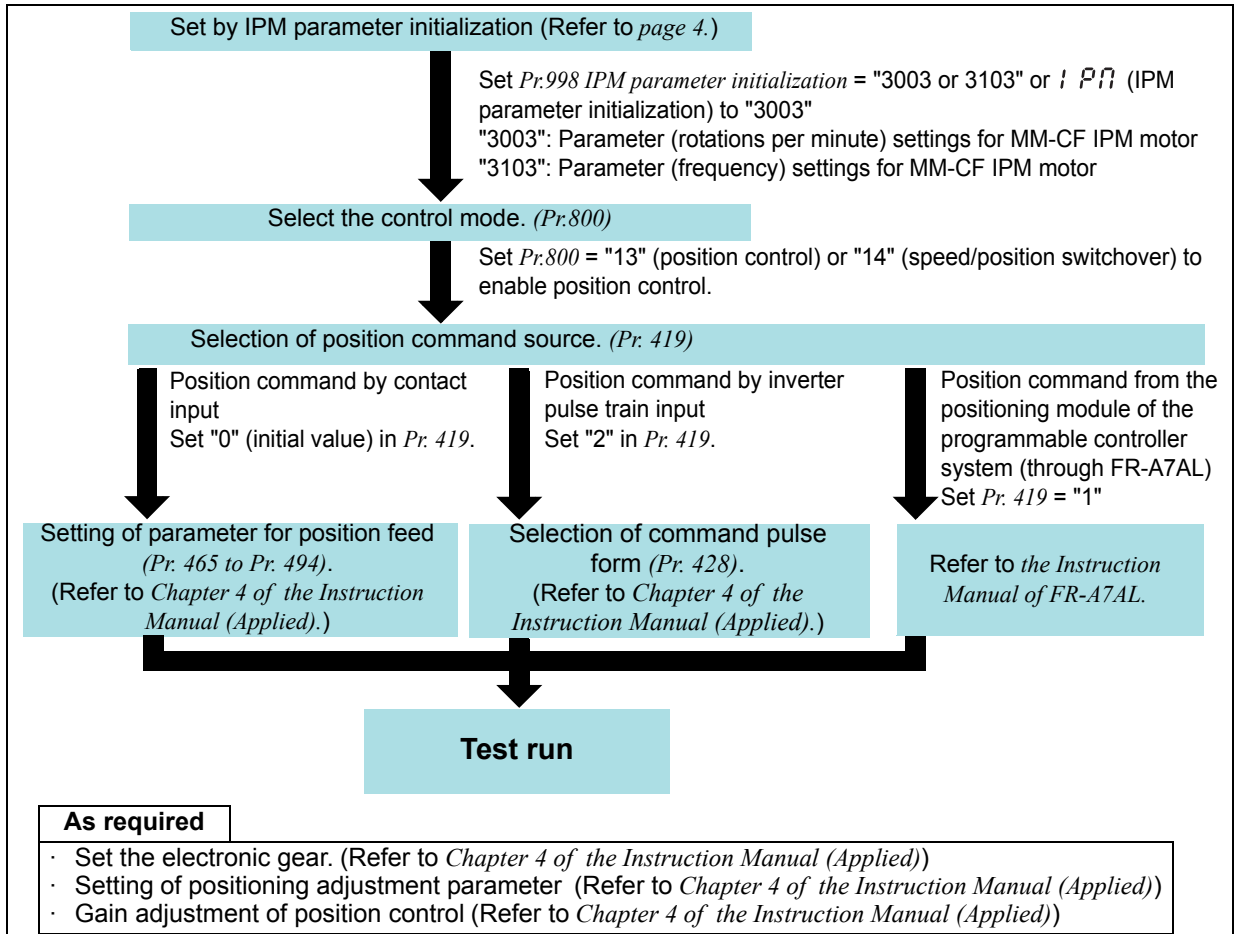 Set by IPM parameter initialization (Refer to page 4.)
Set Pr.998 IPM parameter initialization = "3003 or 3103" or IPM (IPM
parameter initialization) to "3003"
"3003": Parameter (rotations per minute) settings for MM-CF IPM motor
"3103": Parameter (frequency) settings for MM-CF IPM motor
Select the control mode. (Pr.800)
Set Pr.800 = "13" (position control) or "14" (speed/position switchover) to
enable position control.
Selection of position command source. (Pr. 419)
Position command by contact
input
Set "0" (initial value) in Pr. 419.
Position command by inverter
pulse train input
Set "2" in Pr. 419.
Position command from the
positioning module of the
programmable controller
system (through FR-A7AL)
Set Pr. 419 = "1"
Setting of parameter for position feed
(Pr. 465 to Pr. 494).
(Refer to Chapter 4 of the Instruction
Manual (Applied).)
Selection of command pulse
form (Pr. 428).
(Refer to Chapter 4 of the
Instruction Manual (Applied).)
Refer to the Instruction
Manual of FR-A7AL.
Test run
As required
· Set the electronic gear. (Refer to Chapter 4 of the Instruction Manual (Applied))
· Setting of positioning adjustment parameter (Refer to Chapter 4 of the Instruction Manual (Applied))
· Gain adjustment of position control (Refer to Chapter 4 of the Instruction Manual (Applied))